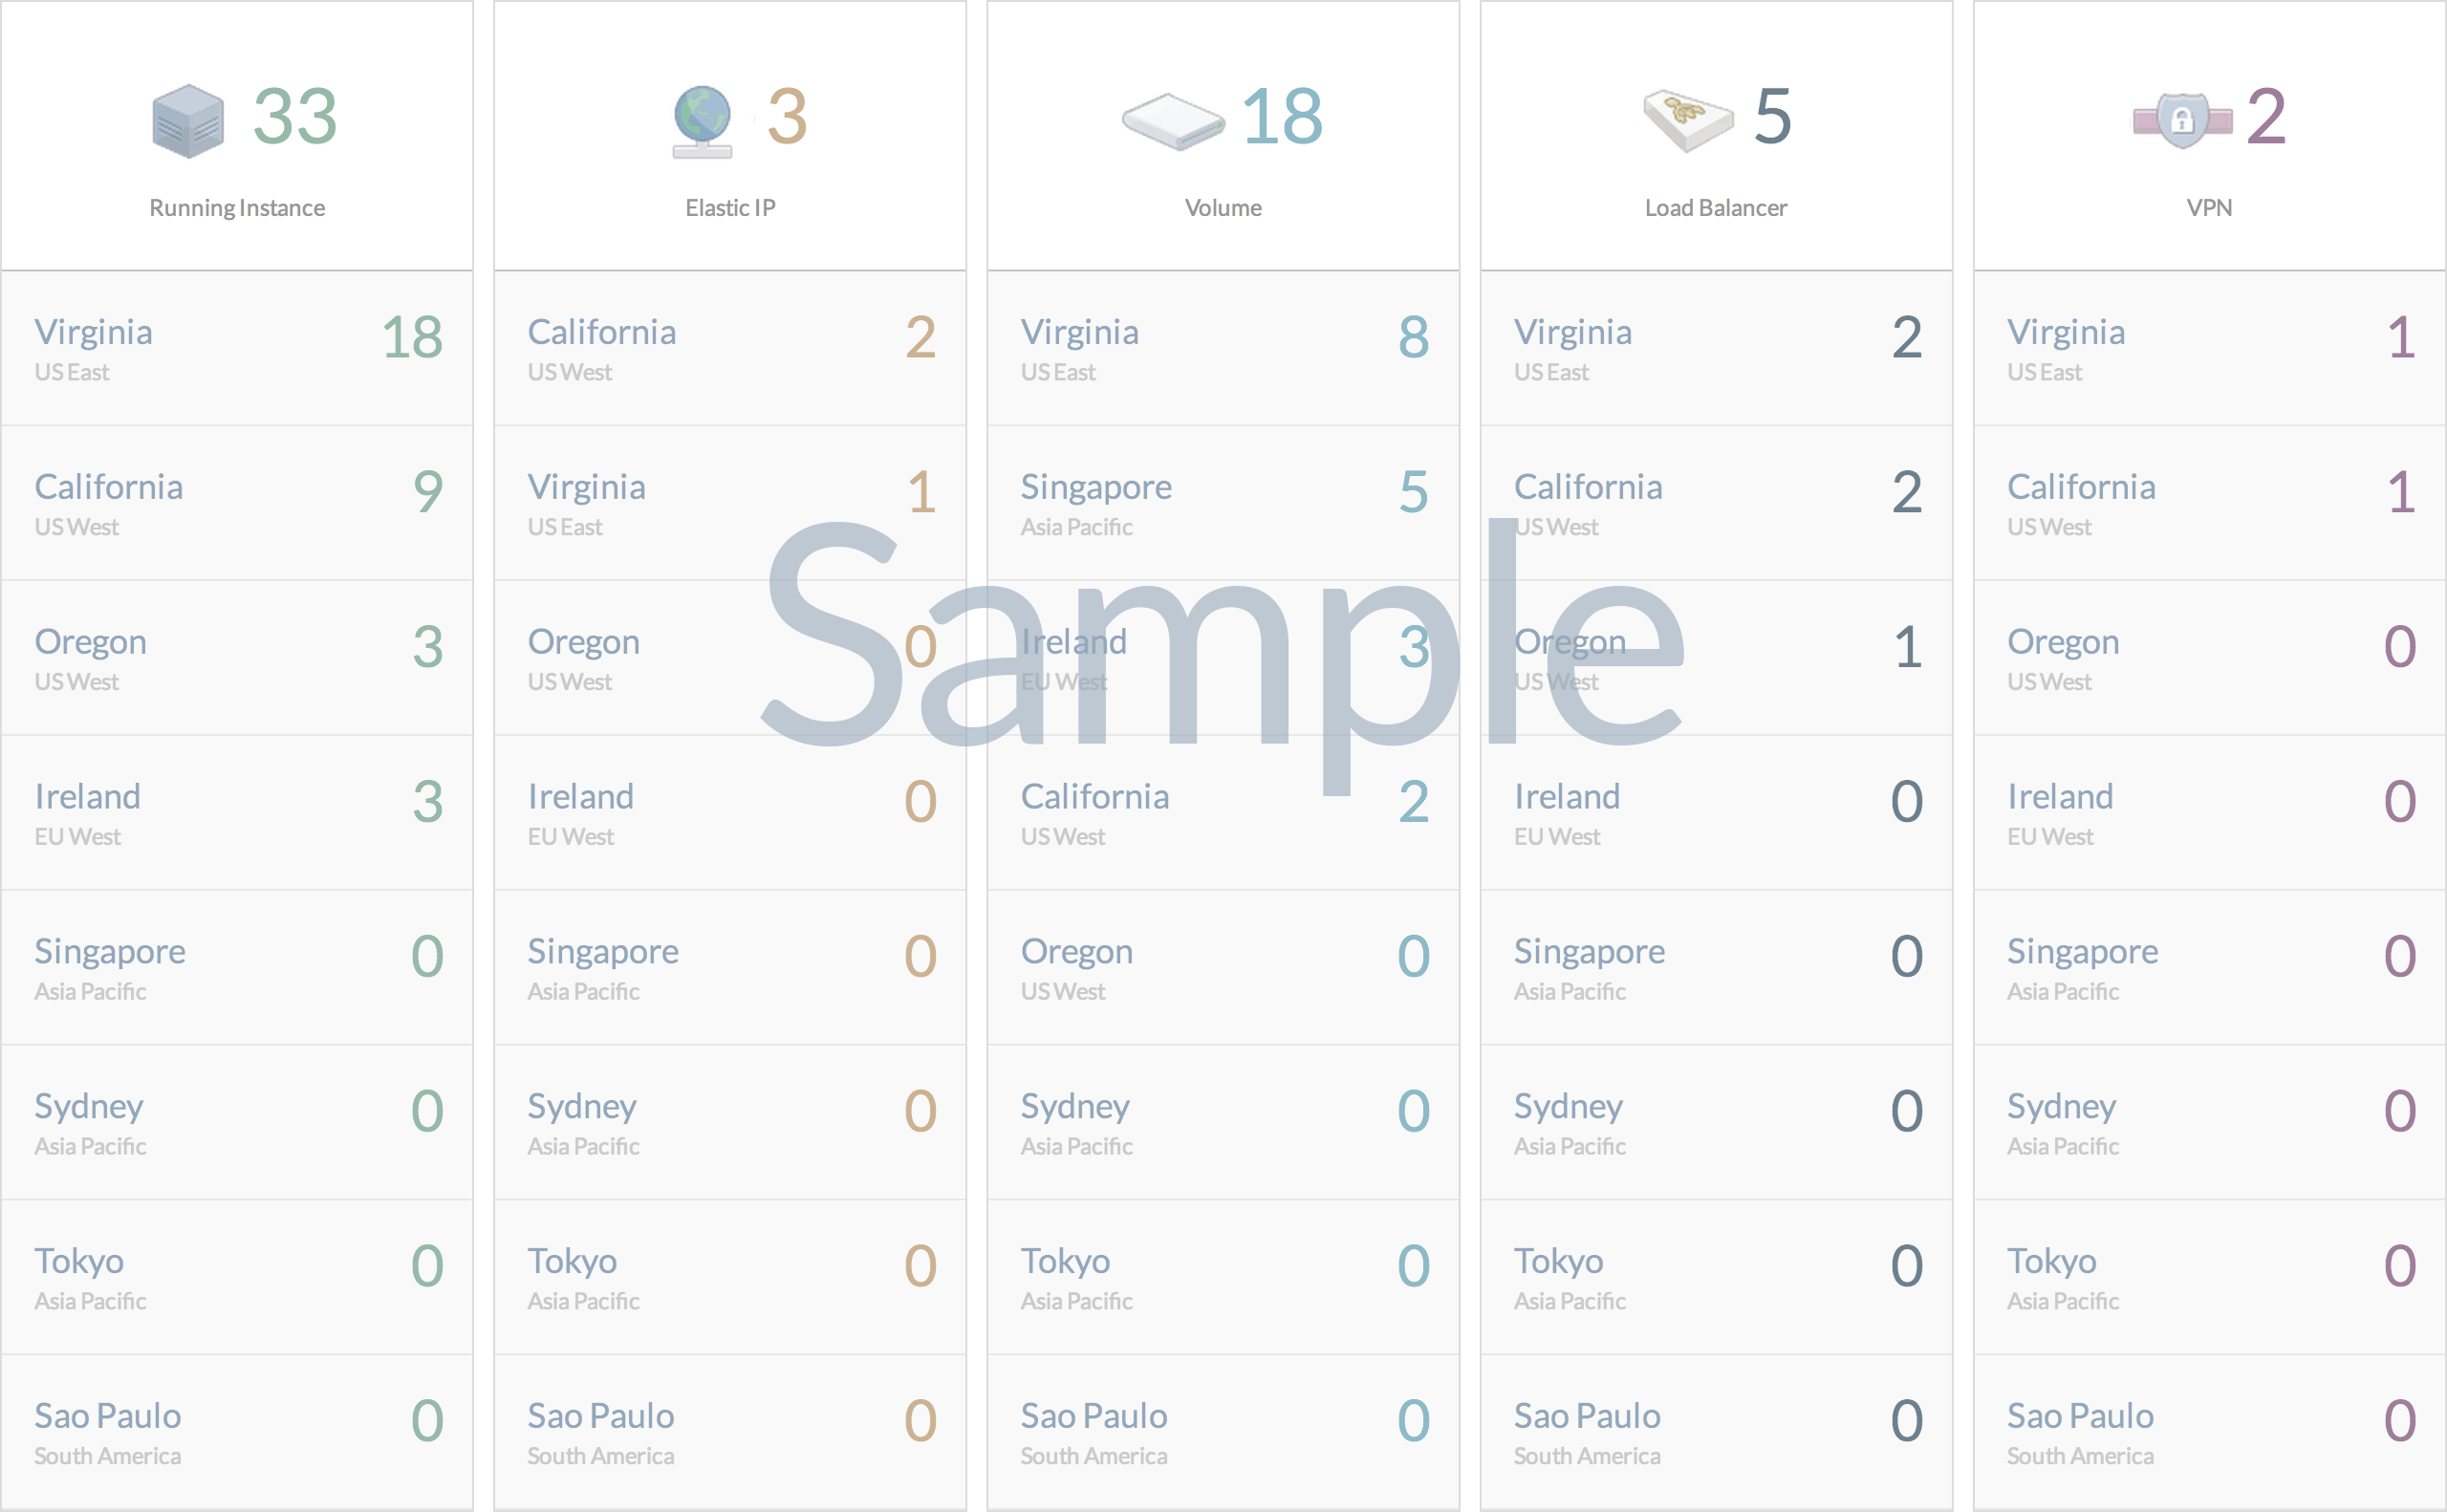 33
Running Instance
Virginia 18
US East
California 9
US West
Oregon 3
US West
Ireland 3
EU West
Singapore 0
Asia Pacific
Sydney 0
Asia Pacific
Tokyo 0
Asia Pacific
Sao Paulo 0
South America
3
Elastic IP
California 2
US West
Virginia 1
US East
Oregon 0
US West
Ireland 0
EU West
Singapore 0
Asia Pacific
Sydney 0
Asia Pacific
Tokyo 0
Asia Pacific
Sao Paulo 0
South America
18
Volume
Virginia 8
US East
Singapore 5
Asia Pacific
Ireland 3
EU West
California 2
US West
Oregon 0
US West
Sydney 0
Asia Pacific
Tokyo 0
Asia Pacific
Sao Paulo 0
South America
5
Load Balancer
Virginia 2
US East
California 2
US West
Oregon 1
US West
Ireland 0
EU West
Singapore 0
Asia Pacific
Sydney 0
Asia Pacific
Tokyo 0
Asia Pacific
Sao Paulo 0
South America
2
VPN
Virginia 1
US East
California 1
US West
Oregon 0
US West
Ireland 0
EU West
Singapore 0
Asia Pacific
Sydney 0
Asia Pacific
Tokyo 0
Asia Pacific
Sao Paulo 0
South America
Sample